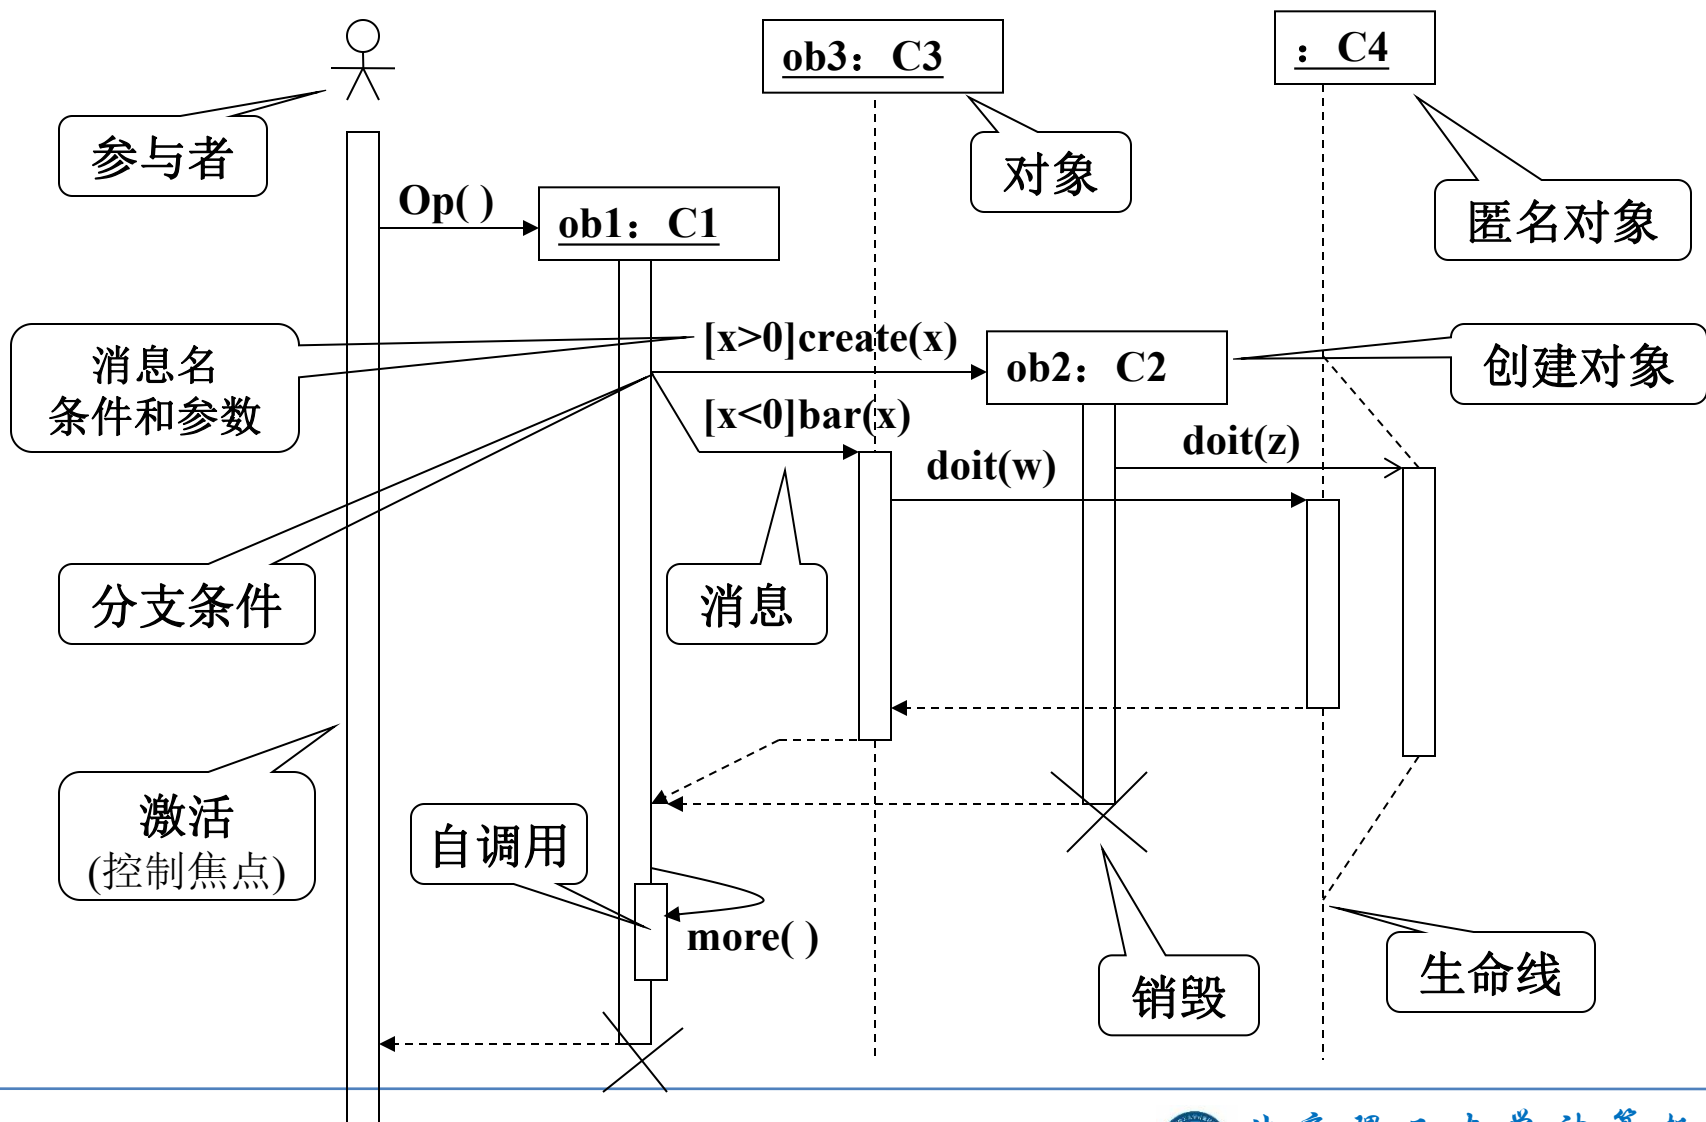 ob3：C3
：C4
参与者
对象
Op( )
ob1：C1
匿名对象
消息名
条件和参数
[x>0]create(x)
ob2：C2
创建对象
[x<0]bar(x)
doit(w)
doit(z)
分支条件
消息
激活
(控制焦点)
自调用
more( )
销毁
生命线